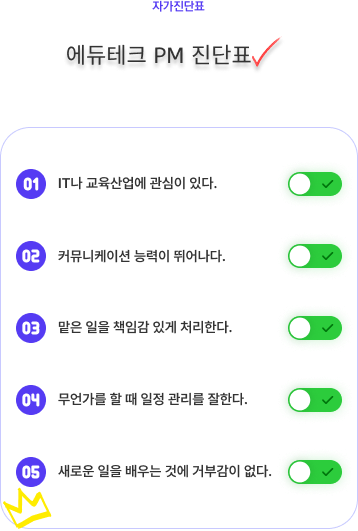 자가진단표
에듀테크 PM 진단표
01 IT나 교육산업에 관심이 있다.
02 커뮤니케이션 능력이 뛰어나다.
03 맡은 일을 책임감 있게 처리한다.
04 무언가를 할 때 일정 관리를 잘한다.
05 새로운 일을 배우는 것에 거부감이 없다.